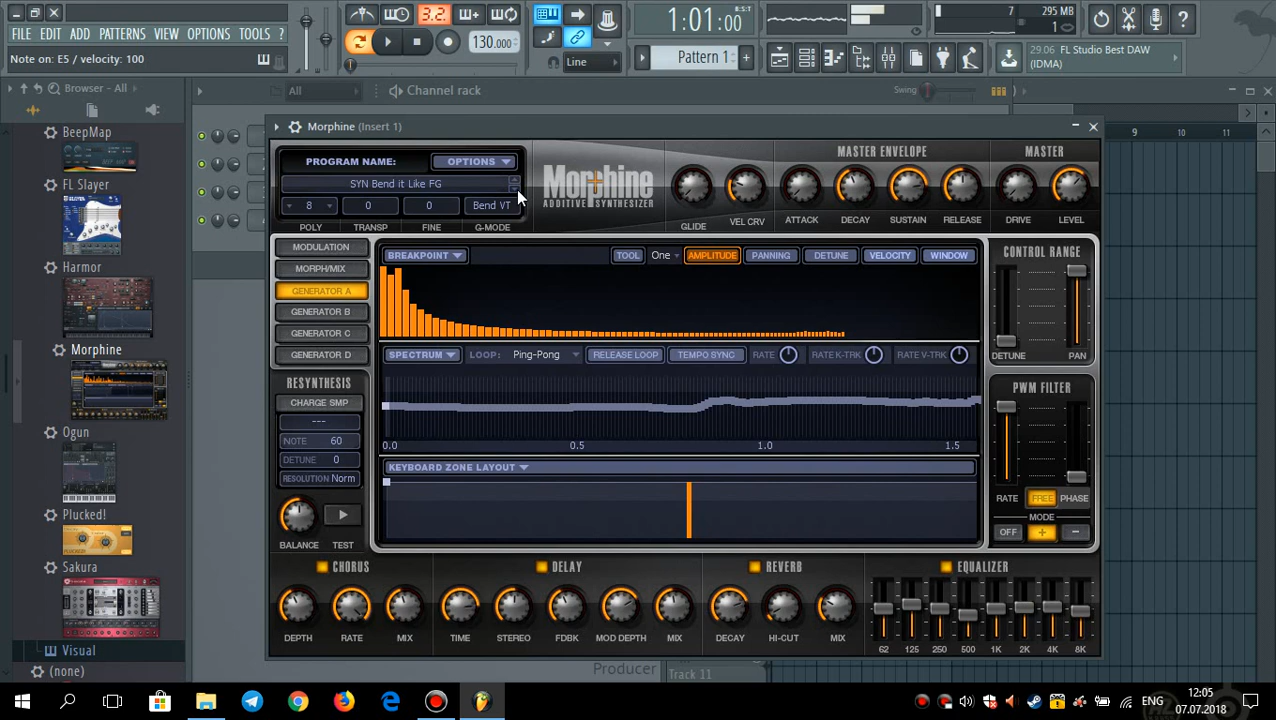 FILE EDIT ADD PATTERNS VIEW OPTIONS TOOLS ?
Note on: E5 / velocity: 100
3.2.
130.000
Line
1:01:00
B:S:T
Pattern 1
7
295 MB
1
29.06 FL Studio Best DAW
(IDMA)
Browser - All
All
Channel rack
Swing
BeepMap
FL Slayer
Harmor
Morphine
Ogun
Plucked!
Sakura
Visual
(none)
9 10 11
Morphine (Insert 1)
PROGRAM NAME: OPTIONS
SYN Bend it Like FG
8 0 0 Bend VT
POLY TRANSP FINE G-MODE
Morphine
ADDITIVE SYNTHESIZER
GLIDE VEL CRV
MASTER ENVELOPE
ATTACK DECAY SUSTAIN RELEASE
MASTER
DRIVE LEVEL
MODULATION
MORPH/MIX
GENERATOR A
GENERATOR B
GENERATOR C
GENERATOR D
BREAKPOINT TOOL One AMPLITUDE PANNING DETUNE VELOCITY WINDOW
SPECTRUM LOOP: Ping-Pong RELEASE LOOP TEMPO SYNC RATE RATE K-TRK RATE V-TRK
0.0 0.5 1.0 1.5
KEYBOARD ZONE LAYOUT
RESYNTHESIS
CHARGE SMP
---
NOTE 60
DETUNE 0
RESOLUTION Norm
BALANCE TEST
CONTROL RANGE
DETUNE PAN
PWM FILTER
RATE FREE PHASE
MODE
OFF + −
CHORUS
DEPTH RATE MIX
DELAY
TIME STEREO FDBK MOD DEPTH MIX
REVERB
DECAY HI-CUT MIX
EQUALIZER
62 125 250 500 1K 2K 4K 8K
Producer
Track 11
ENG
12:05
07.07.2018